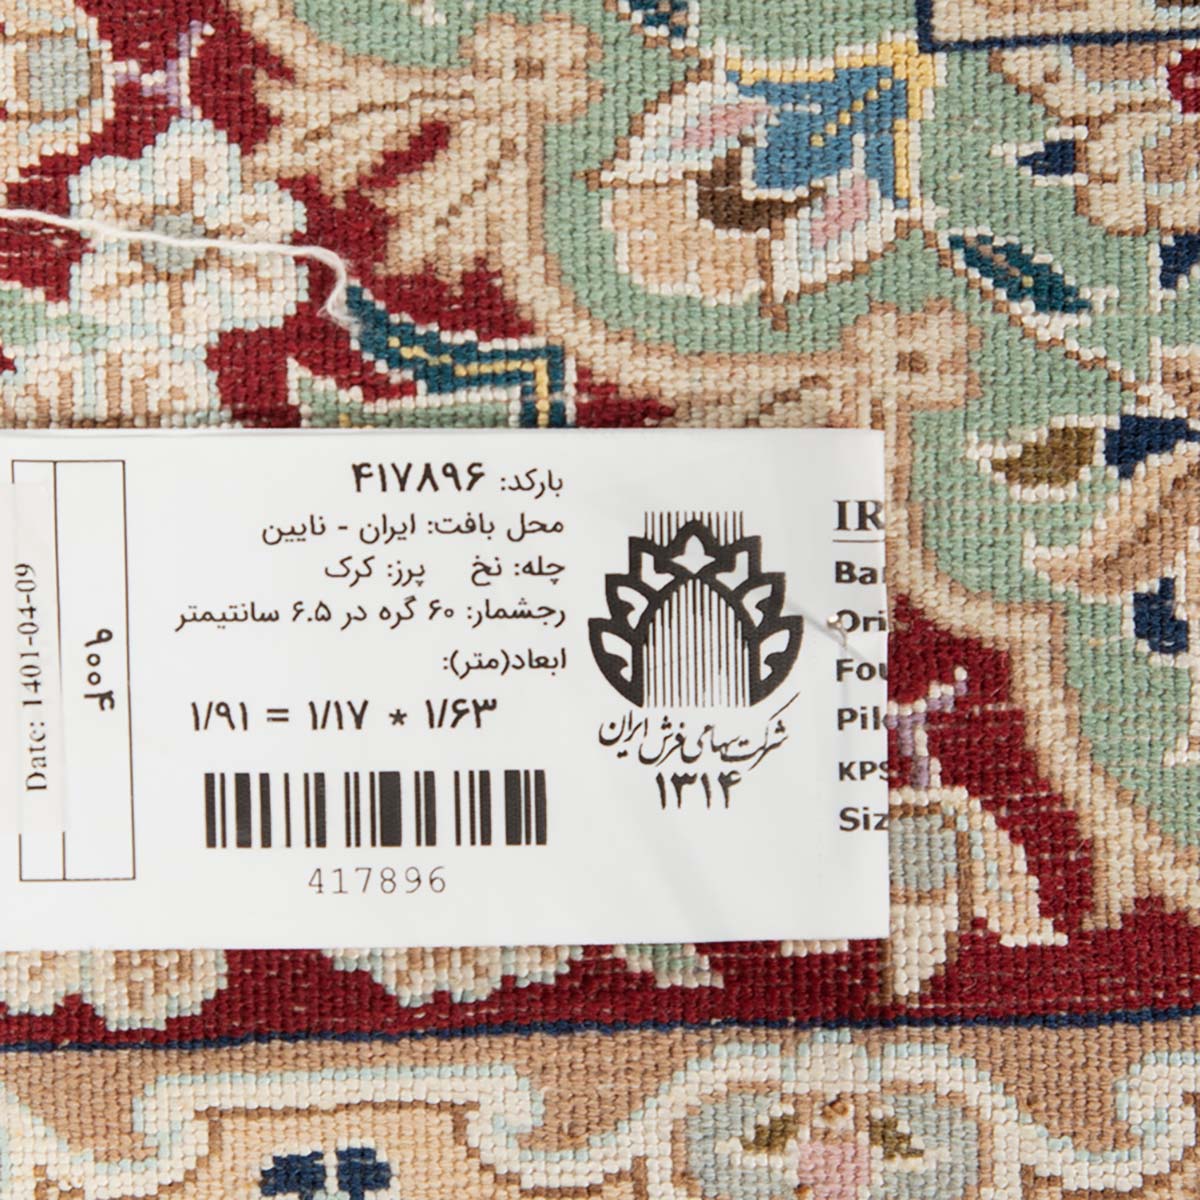 بارکد: ۴۱۷۸۹۶
محل بافت: ایران - نایین
چله: نخ   پرز: کرک
رجشمار: ۶۰ گره در ۶.۵ سانتیمتر
ابعاد(متر):
۱/۶۳ * ۱/۱۷ = ۱/۹۱
417896
شرکت سهامی فرش ایران
۱۳۱۴
۹۰۰۴
Date: 1401-04-09
IR
Ba
Ori
Fou
Pil
KPS
Siz